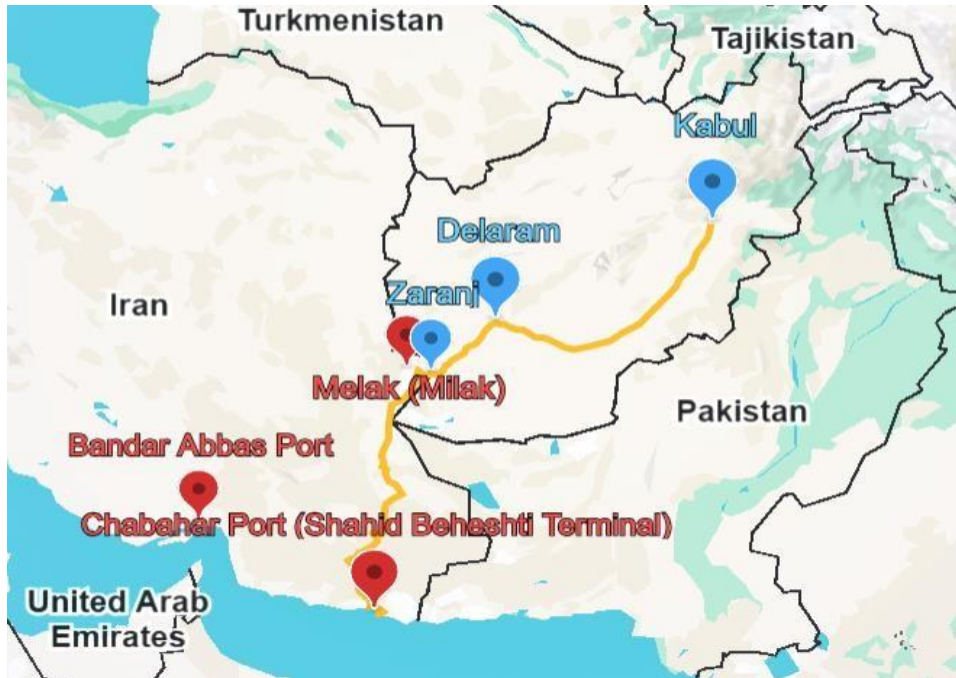 Turkmenistan
Tajikistan
Kabul
Delaram
Zaranj
Iran
Melak (Milak)
Pakistan
Bandar Abbas Port
Chabahar Port (Shahid Beheshti Terminal)
United Arab
Emirates